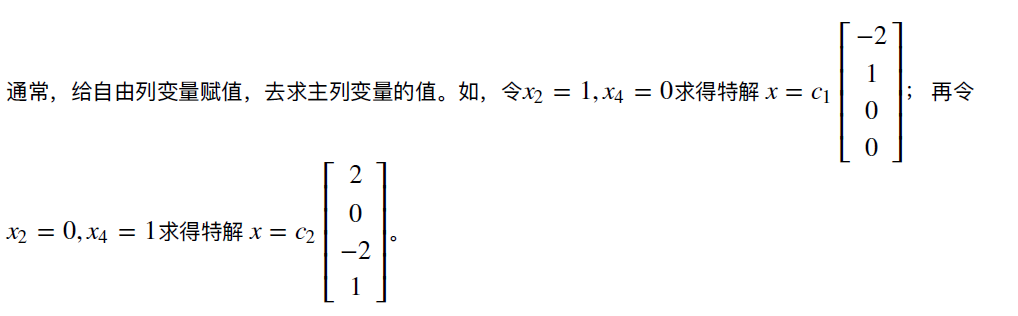 通常，给自由列变量赋值，去求主列变量的值。如，令x₂ = 1, x₄ = 0求得特解 x = c₁ [−2 1 0 0]；再令
x₂ = 0, x₄ = 1求得特解 x = c₂ [2 0 −2 1]。